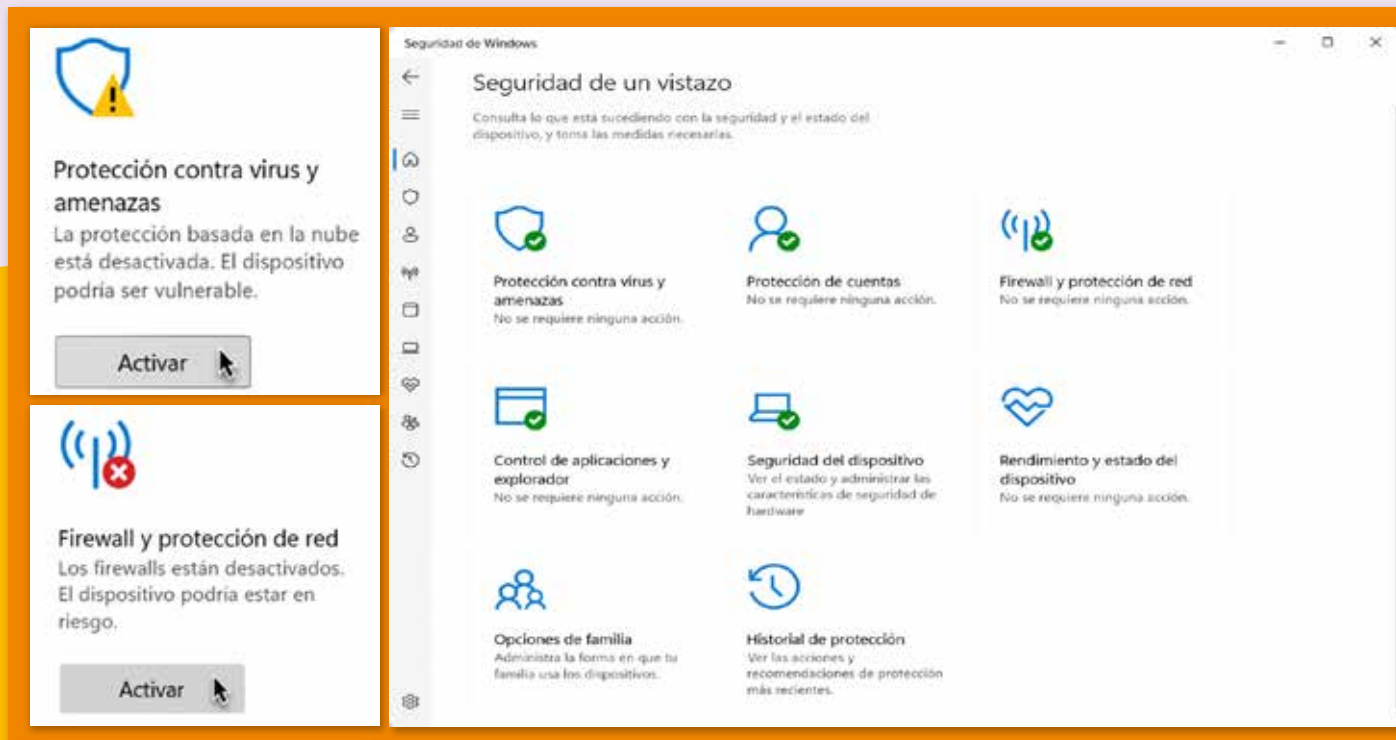 Protección contra virus y
amenazas
La protección basada en la nube
está desactivada. El dispositivo
podría ser vulnerable.
Activar
Firewall y protección de red
Los firewalls están desactivados.
El dispositivo podría estar en
riesgo.
Activar
Seguridad de Windows
Seguridad de un vistazo
Consulta lo que está sucediendo con la seguridad y el estado del
dispositivo, y toma las medidas necesarias.
Protección contra virus y
amenazas
No se requiere ninguna acción.
Protección de cuentas
No se requiere ninguna acción.
Firewall y protección de red
No se requiere ninguna acción.
Control de aplicaciones y
explorador
No se requiere ninguna acción.
Seguridad del dispositivo
Ver el estado y administrar las
características de seguridad de
hardware
Rendimiento y estado del
dispositivo
No se requiere ninguna acción.
Opciones de familia
Administra la forma en que tu
familia usa los dispositivos.
Historial de protección
Ver las acciones y
recomendaciones de protección
más recientes.